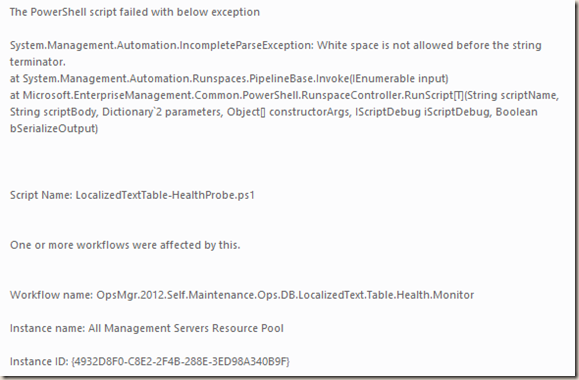 The PowerShell script failed with below exception
System.Management.Automation.IncompleteParseException: White space is not allowed before the string
terminator.
at System.Management.Automation.Runspaces.PipelineBase.Invoke(IEnumerable input)
at Microsoft.EnterpriseManagement.Common.PowerShell.RunspaceController.RunScript[T](String scriptName,
String scriptBody, Dictionary`2 parameters, Object[] constructorArgs, IScriptDebug iScriptDebug, Boolean
bSerializeOutput)
Script Name: LocalizedTextTable-HealthProbe.ps1
One or more workflows were affected by this.
Workflow name: OpsMgr.2012.Self.Maintenance.Ops.DB.LocalizedText.Table.Health.Monitor
Instance name: All Management Servers Resource Pool
Instance ID: {4932D8F0-C8E2-2F4B-288E-3ED98A340B9F}